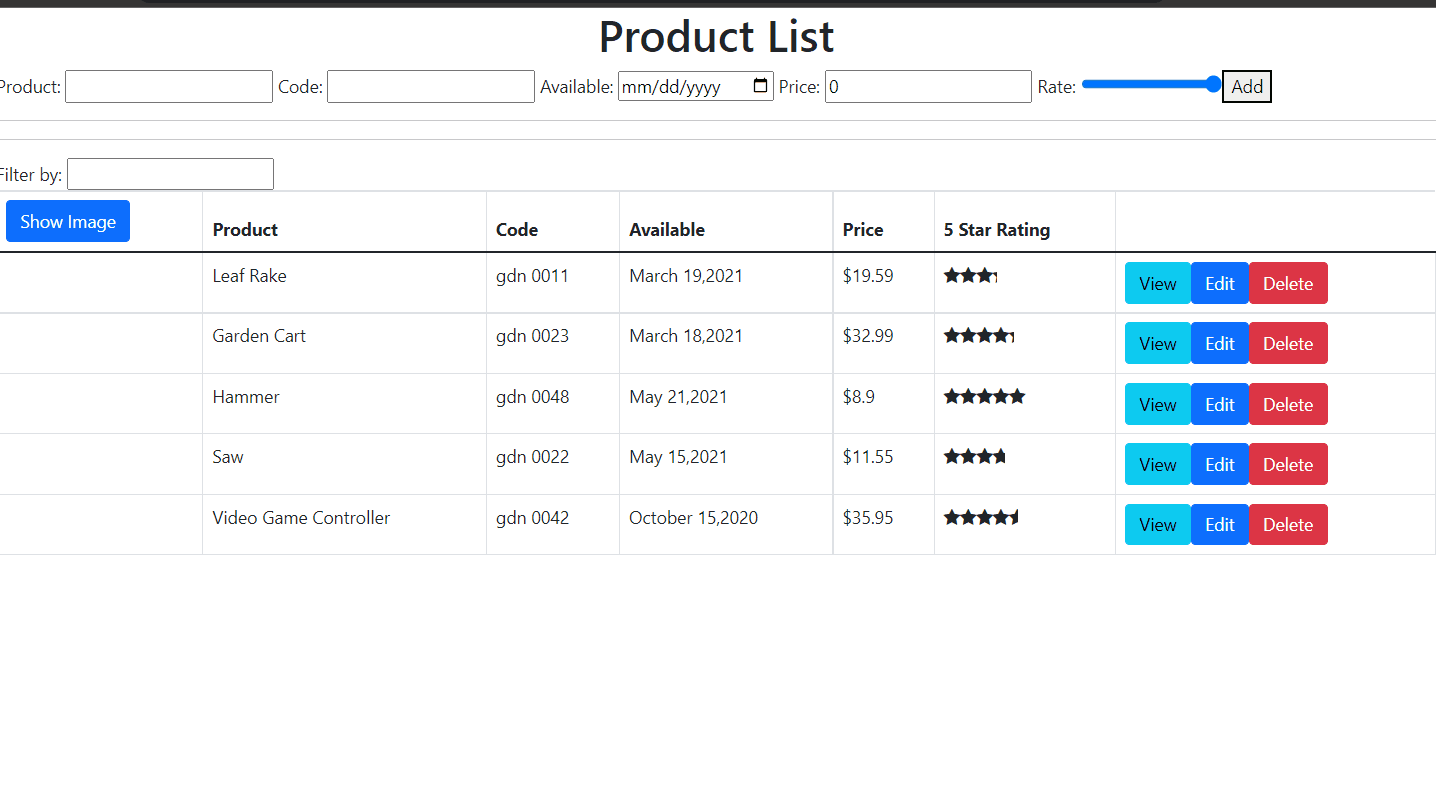 Product List
Product: Code: Available: mm/dd/yyyy Price: 0 Rate: Add
Filter by:
Show Image Product Code Available Price 5 Star Rating
Leaf Rake gdn 0011 March 19,2021 $19.59 View Edit Delete
Garden Cart gdn 0023 March 18,2021 $32.99 View Edit Delete
Hammer gdn 0048 May 21,2021 $8.9 View Edit Delete
Saw gdn 0022 May 15,2021 $11.55 View Edit Delete
Video Game Controller gdn 0042 October 15,2020 $35.95 View Edit Delete